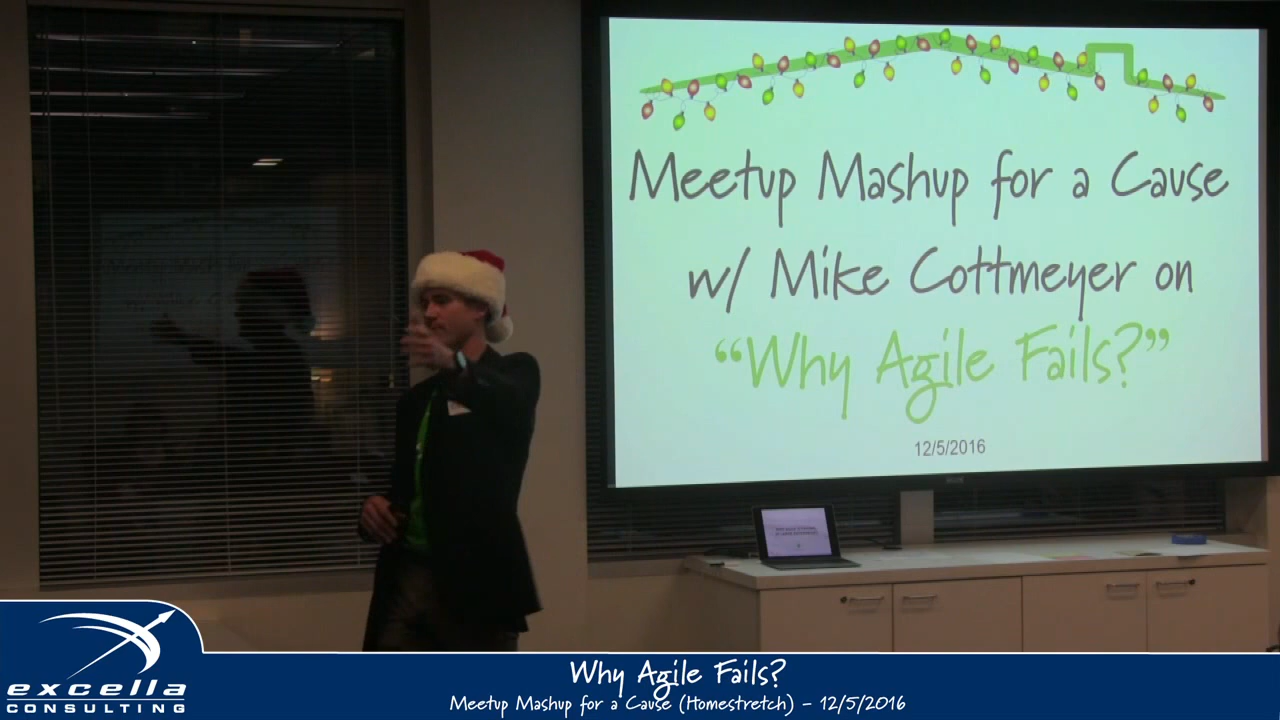 Meetup Mashup for a Cause
w/ Mike Cottmeyer on
“Why Agile Fails?”
12/5/2016
excella
CONSULTING
Why Agile Fails?
Meetup Mashup for a Cause (Homestretch) - 12/5/2016